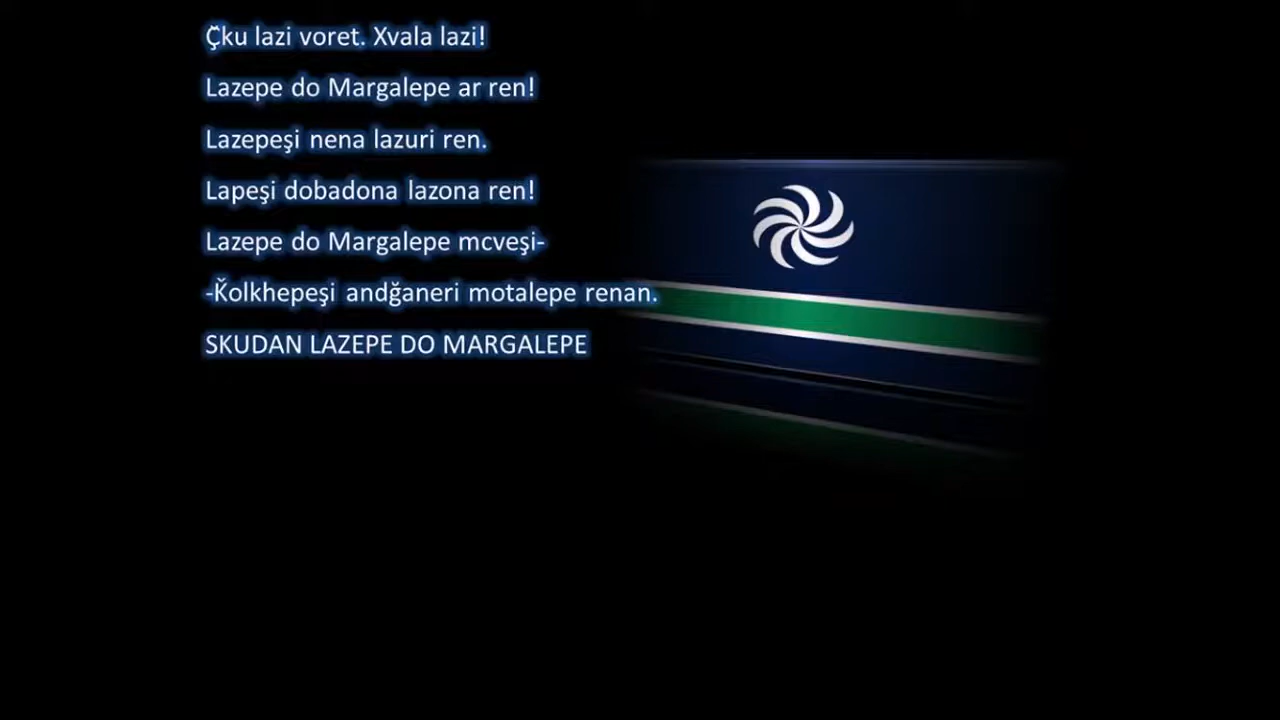 Çku lazi voret. Xvala lazi!
Lazepe do Margalepe ar ren!
Lazepeşi nena lazuri ren.
Lapeşi dobadona lazona ren!
Lazepe do Margalepe mcveşi-
-Ǩolkhepeşi andğaneri motalepe renan.
SKUDAN LAZEPE DO MARGALEPE